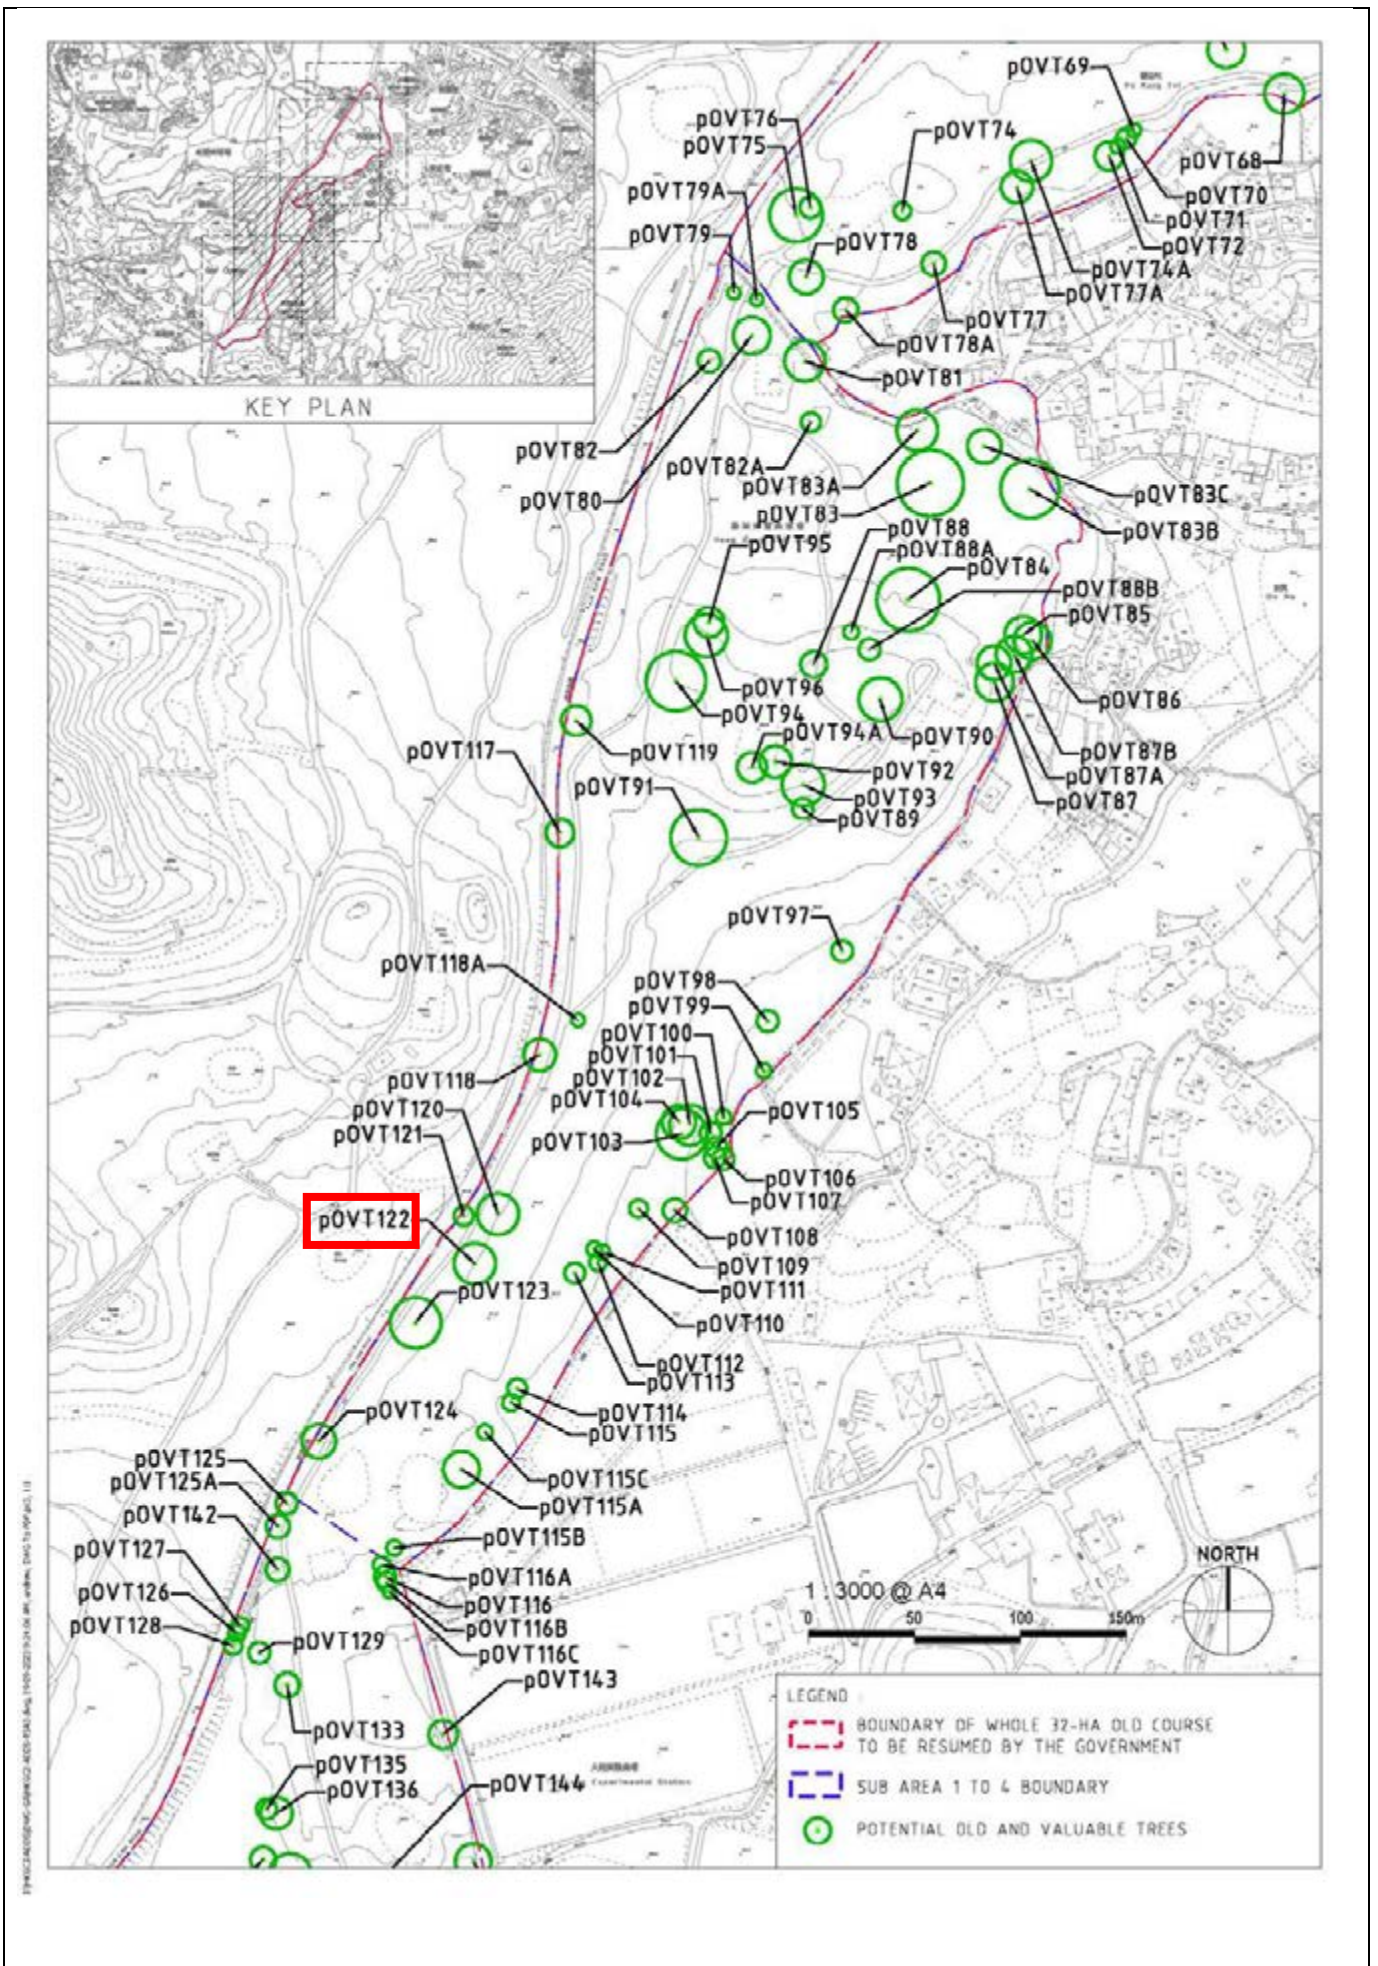 KEY PLAN
pOVT69
pOVT76
pOVT74
pOVT75
pOVT68
pOVT79A
pOVT70
pOVT71
pOVT79
pOVT78
pOVT72
pOVT74A
pOVT77A
pOVT77
pOVT78A
pOVT81
pOVT82
pOVT82A
pOVT83A
pOVT83C
pOVT80
pOVT83
pOVT88
pOVT83B
pOVT95
pOVT88A
pOVT84
pOVT88B
pOVT85
pOVT96
pOVT86
pOVT94
pOVT94A
pOVT90
pOVT117
pOVT119
pOVT87B
pOVT92
pOVT87A
pOVT91
pOVT93
pOVT87
pOVT89
pOVT97
pOVT118A
pOVT98
pOVT99
pOVT100
pOVT101
pOVT118
pOVT102
pOVT104
pOVT120
pOVT105
pOVT121
pOVT103
pOVT106
pOVT107
pOVT122
pOVT108
pOVT109
pOVT123
pOVT111
pOVT110
pOVT112
pOVT113
pOVT124
pOVT114
pOVT115
pOVT125
pOVT125A
pOVT115C
pOVT115A
pOVT142
pOVT115B
pOVT127
pOVT116A
pOVT126
pOVT116
pOVT128
pOVT116B
pOVT129
pOVT116C
pOVT143
pOVT133
pOVT135
pOVT136
pOVT144
Experimental Station
NORTH
1 : 3000 @ A4
0 50 100 150m
LEGEND :
BOUNDARY OF WHOLE 32-HA OLD COURSE
TO BE RESUMED BY THE GOVERNMENT
SUB AREA 1 TO 4 BOUNDARY
POTENTIAL OLD AND VALUABLE TREES